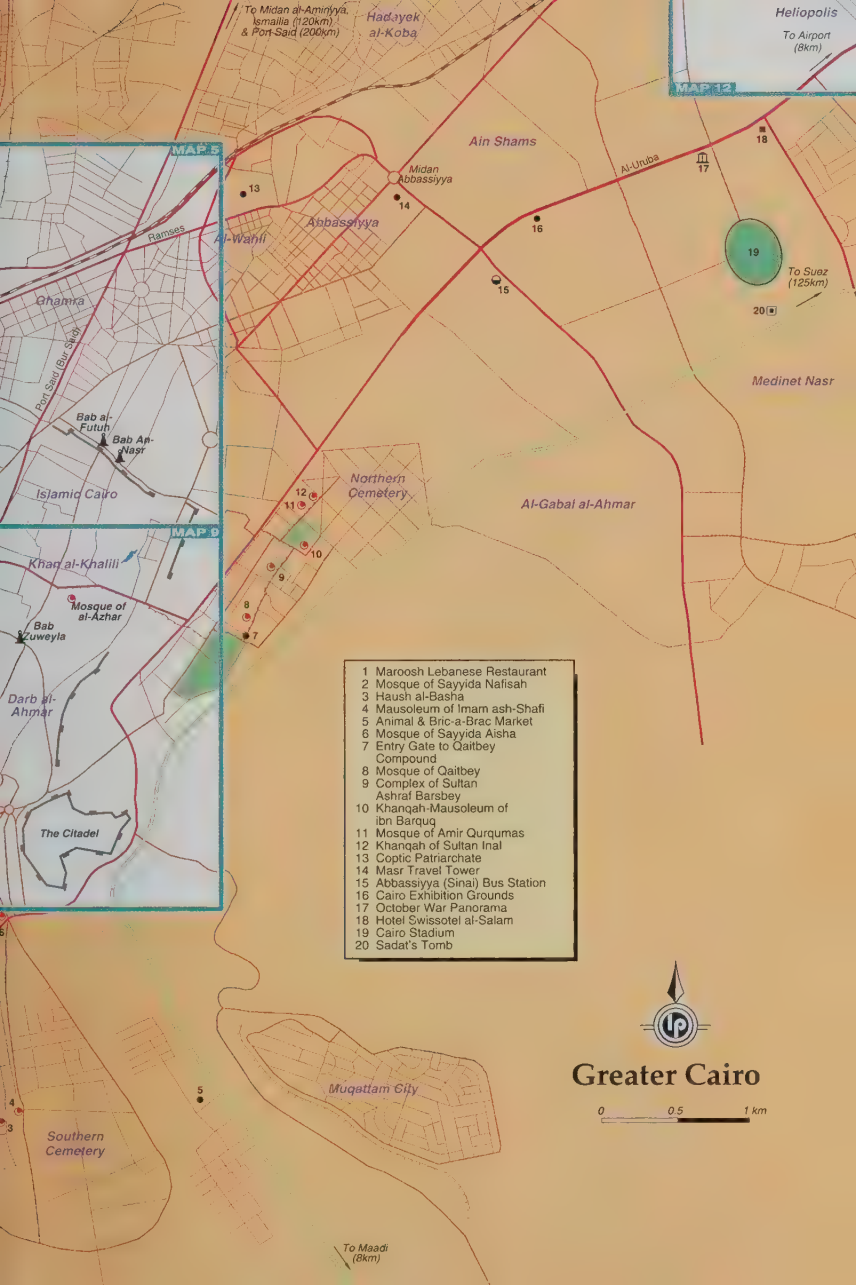 To Midan al-Aminyya,
Ismailia (120km)
& Port Said (200km)
Hadayek
al-Koba
Heliopolis
To Airport
(8km)
MAP 12
MAP 5
Ain Shams
18
Al-Uruba
17
Midan
Abbassiyya
13
14
Abbassiyya
16
Al-Wahli
Ramses
19
To Suez
(125km)
15
Ghamra
20
Port Said (Bur Said)
Medinet Nasr
Bab al-
Futuh
Bab An-
Nasr
Northern
Cemetery
Islamic Cairo
12
11
Al-Gabal al-Ahmar
MAP 9
10
Khan al-Khalili
9
Mosque of
al-Azhar
8
Bab
Zuweyla
7
Darb al-
Ahmar
The Citadel
1 Maroosh Lebanese Restaurant
2 Mosque of Sayyida Nafisah
3 Haush al-Basha
4 Mausoleum of Imam ash-Shafi
5 Animal & Bric-a-Brac Market
6 Mosque of Sayyida Aisha
7 Entry Gate to Qaitbey
Compound
8 Mosque of Qaitbey
9 Complex of Sultan
Ashraf Barsbey
10 Khanqah-Mausoleum of
ibn Barquq
11 Mosque of Amir Qurqumas
12 Khanqah of Sultan Inal
13 Coptic Patriarchate
14 Masr Travel Tower
15 Abbassiyya (Sinai) Bus Station
16 Cairo Exhibition Grounds
17 October War Panorama
18 Hotel Swissotel al-Salam
19 Cairo Stadium
20 Sadat's Tomb
lp
Greater Cairo
0 0.5 1 km
5
Muqattam City
4
3
Southern
Cemetery
To Maadi
(8km)